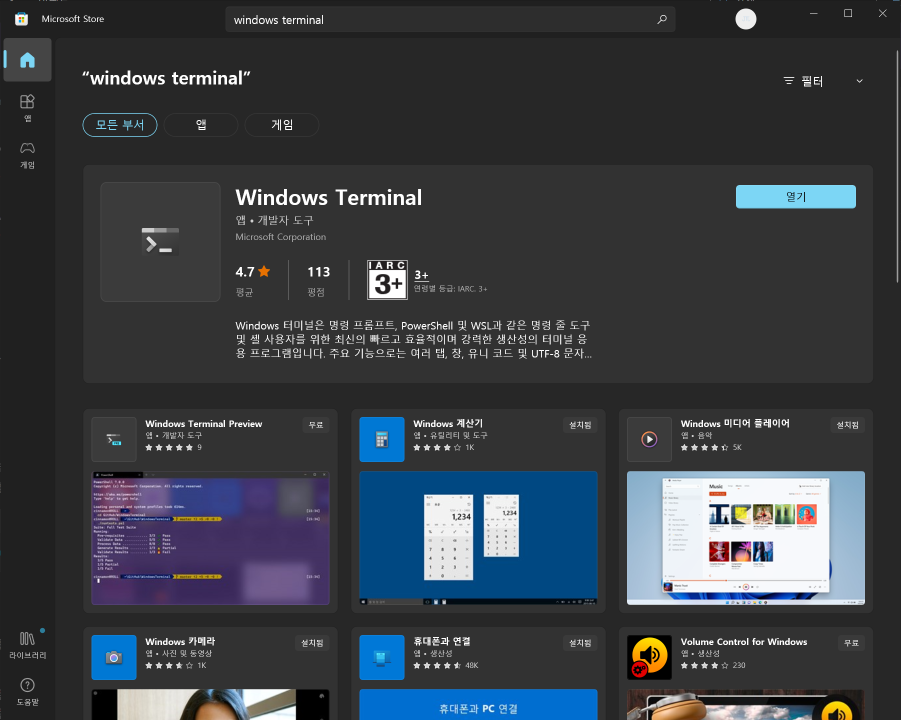 Microsoft Store
windows terminal
앱
게임
라이브러리
도움말
“windows terminal”
필터
모든 부서
앱
게임
Windows Terminal
앱 • 개발자 도구
Microsoft Corporation
열기
4.7
평균
113
평점
IARC
3+
3+
연령별 등급: IARC. 3+
Windows 터미널은 명령 프롬프트, PowerShell 및 WSL과 같은 명령 줄 도구
및 셸 사용자를 위한 최신의 빠르고 효율적이며 강력한 생산성의 터미널 응
용 프로그램입니다. 주요 기능으로는 여러 탭, 창, 유니 코드 및 UTF-8 문자...
Windows Terminal Preview
무료
앱 • 개발자 도구
9
Windows 계산기
설치됨
앱 • 유틸리티 및 도구
1K
1,234
1,234
Windows 미디어 플레이어
설치됨
앱 • 음악
5K
Music
Windows 카메라
설치됨
앱 • 사진 및 동영상
1K
휴대폰과 연결
설치됨
앱 • 생산성
48K
휴대폰과 PC 연결
Volume Control for Windows
무료
앱 • 생산성
230